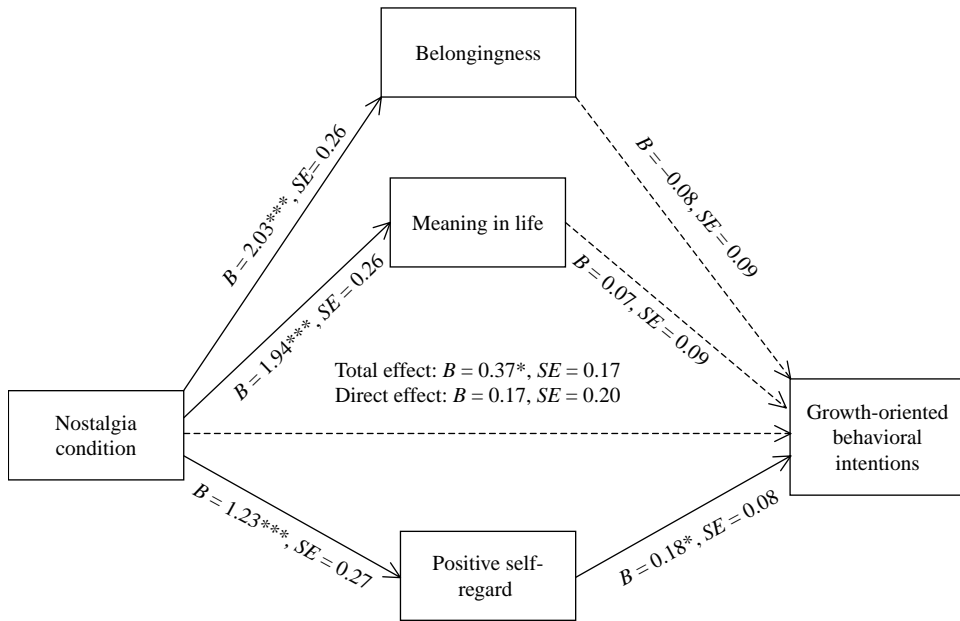 Belongingness
B = 2.03***, SE= 0.26
B = –0.08, SE = 0.09
Meaning in life
B = 1.94***, SE = 0.26
B = 0.07, SE = 0.09
Total effect: B = 0.37*, SE = 0.17
Direct effect: B = 0.17, SE = 0.20
Nostalgia
condition
Growth-oriented
behavioral
intentions
B = 1.23***, SE = 0.27
B = 0.18*, SE = 0.08
Positive self-
regard